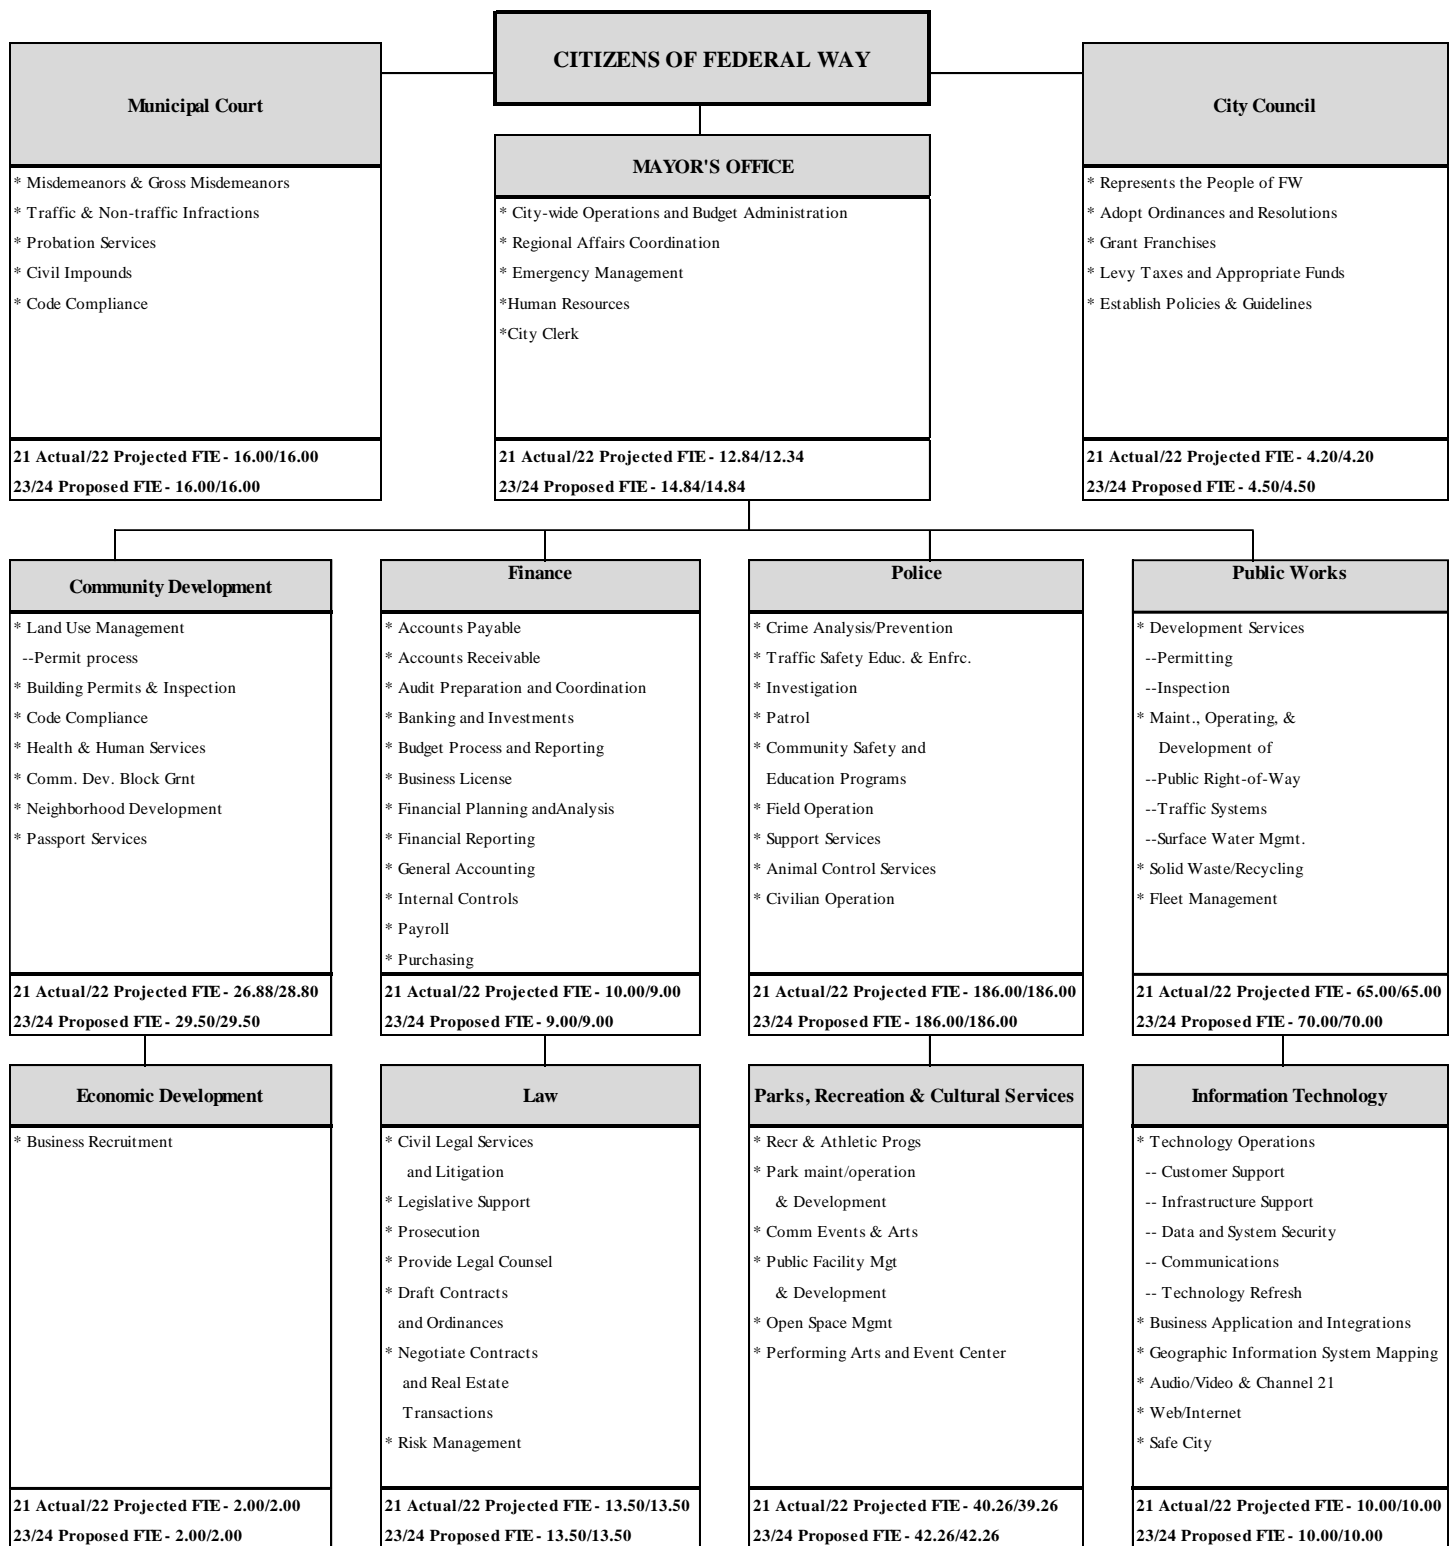 CITIZENS OF FEDERAL WAY
Municipal Court
* Misdemeanors & Gross Misdemeanors
* Traffic & Non-traffic Infractions
* Probation Services
* Civil Impounds
* Code Compliance
21 Actual/22 Projected FTE - 16.00/16.00
23/24 Proposed FTE - 16.00/16.00
MAYOR'S OFFICE
* City-wide Operations and Budget Administration
* Regional Affairs Coordination
* Emergency Management
*Human Resources
*City Clerk
21 Actual/22 Projected FTE - 12.84/12.34
23/24 Proposed FTE - 14.84/14.84
City Council
* Represents the People of FW
* Adopt Ordinances and Resolutions
* Grant Franchises
* Levy Taxes and Appropriate Funds
* Establish Policies & Guidelines
21 Actual/22 Projected FTE - 4.20/4.20
23/24 Proposed FTE - 4.50/4.50
Community Development
* Land Use Management
--Permit process
* Building Permits & Inspection
* Code Compliance
* Health & Human Services
* Comm. Dev. Block Grnt
* Neighborhood Development
* Passport Services
21 Actual/22 Projected FTE - 26.88/28.80
23/24 Proposed FTE - 29.50/29.50
Finance
* Accounts Payable
* Accounts Receivable
* Audit Preparation and Coordination
* Banking and Investments
* Budget Process and Reporting
* Business License
* Financial Planning andAnalysis
* Financial Reporting
* General Accounting
* Internal Controls
* Payroll
* Purchasing
21 Actual/22 Projected FTE - 10.00/9.00
23/24 Proposed FTE - 9.00/9.00
Police
* Crime Analysis/Prevention
* Traffic Safety Educ. & Enfrc.
* Investigation
* Patrol
* Community Safety and
Education Programs
* Field Operation
* Support Services
* Animal Control Services
* Civilian Operation
21 Actual/22 Projected FTE - 186.00/186.00
23/24 Proposed FTE - 186.00/186.00
Public Works
* Development Services
--Permitting
--Inspection
* Maint., Operating, &
Development of
--Public Right-of-Way
--Traffic Systems
--Surface Water Mgmt.
* Solid Waste/Recycling
* Fleet Management
21 Actual/22 Projected FTE - 65.00/65.00
23/24 Proposed FTE - 70.00/70.00
Economic Development
* Business Recruitment
21 Actual/22 Projected FTE - 2.00/2.00
23/24 Proposed FTE - 2.00/2.00
Law
* Civil Legal Services
and Litigation
* Legislative Support
* Prosecution
* Provide Legal Counsel
* Draft Contracts
and Ordinances
* Negotiate Contracts
and Real Estate
Transactions
* Risk Management
21 Actual/22 Projected FTE - 13.50/13.50
23/24 Proposed FTE - 13.50/13.50
Parks, Recreation & Cultural Services
* Recr & Athletic Progs
* Park maint/operation
& Development
* Comm Events & Arts
* Public Facility Mgt
& Development
* Open Space Mgmt
* Performing Arts and Event Center
21 Actual/22 Projected FTE - 40.26/39.26
23/24 Proposed FTE - 42.26/42.26
Information Technology
* Technology Operations
-- Customer Support
-- Infrastructure Support
-- Data and System Security
-- Communications
-- Technology Refresh
* Business Application and Integrations
* Geographic Information System Mapping
* Audio/Video & Channel 21
* Web/Internet
* Safe City
21 Actual/22 Projected FTE - 10.00/10.00
23/24 Proposed FTE - 10.00/10.00